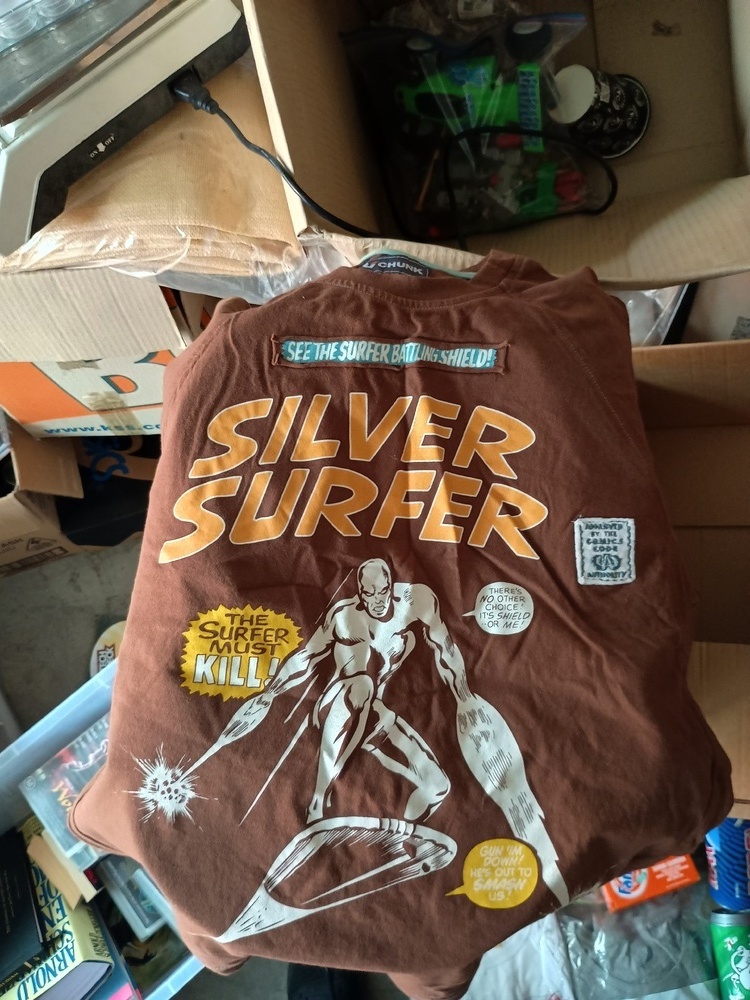 CHUNK
SEE THE SURFER BATTLING SHIELD!
SILVER
SURFER
APPROVED
BY THE
COMICS
CODE
AUTHORITY
THERE'S
NO OTHER
CHOICE!
IT'S SHIELD
..OR ME!
THE
SURFER
MUST
KILL!
GUN 'IM
DOWN!
HE'S OUT TO
SMASH
US!
ARNOLD